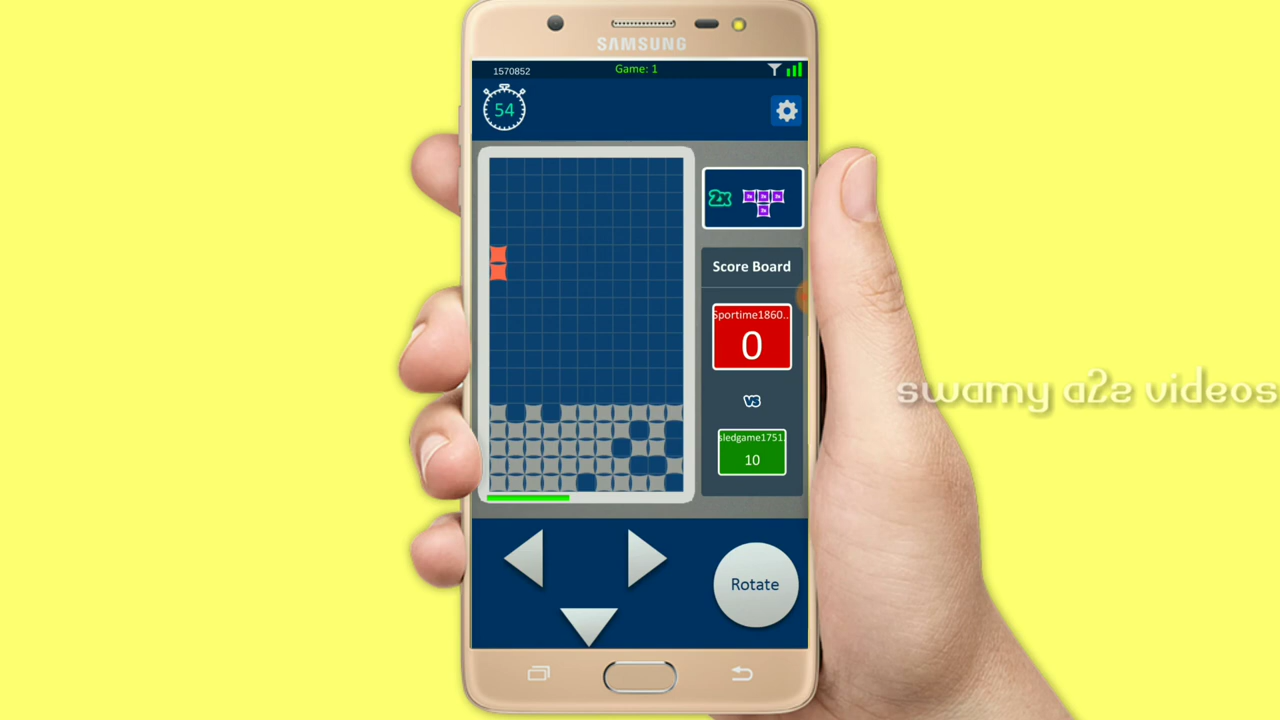 SAMSUNG
1570852
Game: 1
54
2x
Score Board
Sportime1860..
0
VS
sledgame1751.
10
swamy a2z videos
Rotate